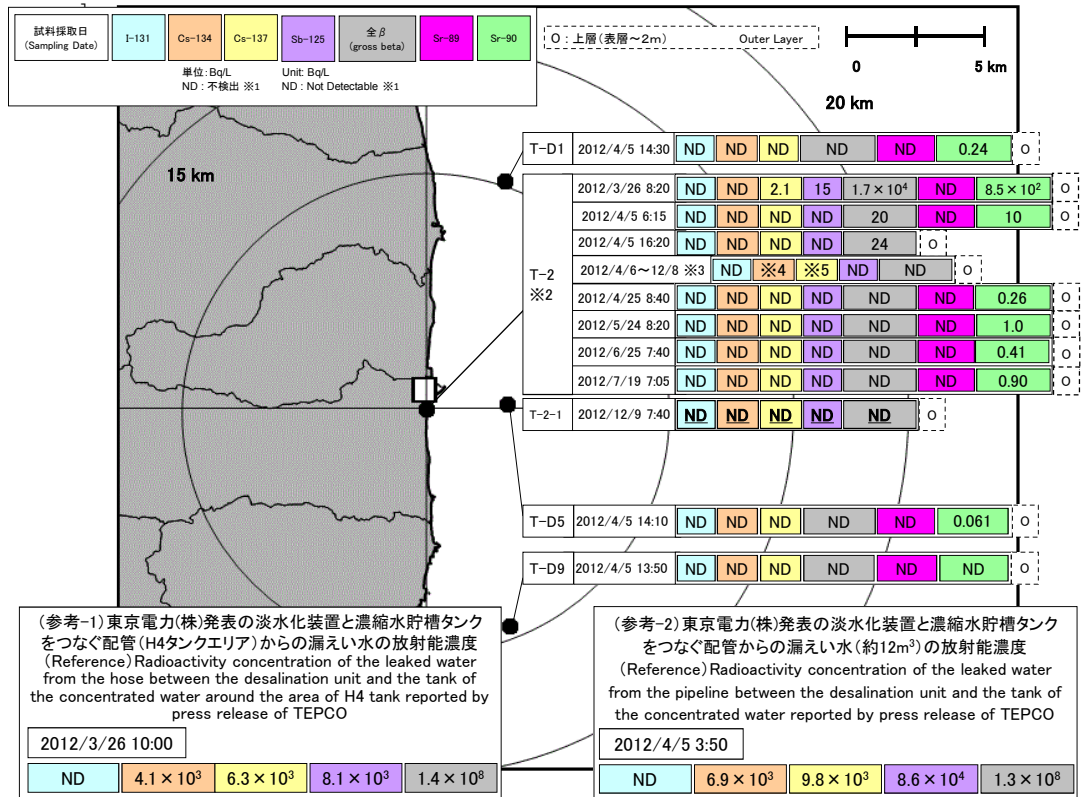 試料採取日
(Sampling Date)
I-131
Cs-134
Cs-137
Sb-125
全β
(gross beta)
Sr-89
Sr-90
単位:Bq/L
Unit: Bq/L
ND : 不検出 ※1
ND : Not Detectable ※1
O : 上層(表層～2m) Outer Layer
0 5 km
20 km
15 km
T-D1 2012/4/5 14:30 ND ND ND ND ND 0.24 O
T-2
※2
2012/3/26 8:20 ND ND 2.1 15 1.7 × 10⁴ ND 8.5 × 10² O
2012/4/5 6:15 ND ND ND ND 20 ND 10 O
2012/4/5 16:20 ND ND ND ND 24 O
2012/4/6～12/8 ※3 ND ※4 ※5 ND ND O
2012/4/25 8:40 ND ND ND ND ND ND 0.26 O
2012/5/24 8:20 ND ND ND ND ND ND 1.0 O
2012/6/25 7:40 ND ND ND ND ND ND 0.41 O
2012/7/19 7:05 ND ND ND ND ND ND 0.90 O
T-2-1 2012/12/9 7:40 ND ND ND ND ND O
T-D5 2012/4/5 14:10 ND ND ND ND ND 0.061 O
T-D9 2012/4/5 13:50 ND ND ND ND ND ND O
(参考-1)東京電力(株)発表の淡水化装置と濃縮水貯槽タンク
をつなぐ配管(H4タンクエリア)からの漏えい水の放射能濃度
(Reference)Radioactivity concentration of the leaked water
from the hose between the desalination unit and the tank of
the concentrated water around the area of H4 tank reported by
press release of TEPCO
2012/3/26 10:00
ND 4.1 × 10³ 6.3 × 10³ 8.1 × 10³ 1.4 × 10⁸
(参考-2)東京電力(株)発表の淡水化装置と濃縮水貯槽タンク
をつなぐ配管からの漏えい水(約12m³)の放射能濃度
(Reference)Radioactivity concentration of the leaked water
from the pipeline between the desalination unit and the tank of
the concentrated water reported by press release of TEPCO
2012/4/5 3:50
ND 6.9 × 10³ 9.8 × 10³ 8.6 × 10⁴ 1.3 × 10⁸